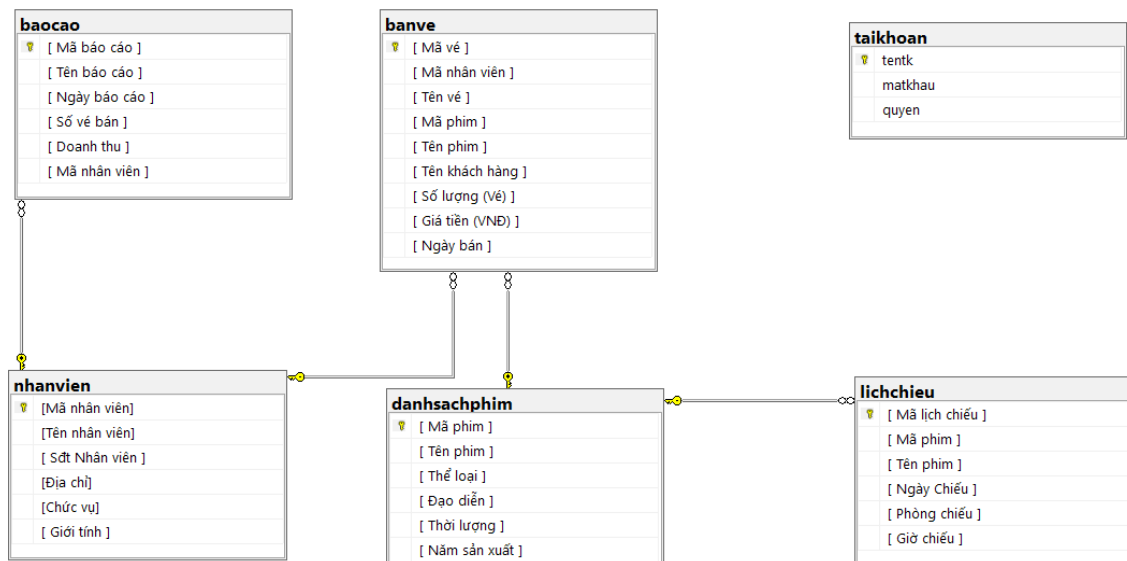 baocao
[ Mã báo cáo ]
[ Tên báo cáo ]
[ Ngày báo cáo ]
[ Số vé bán ]
[ Doanh thu ]
[ Mã nhân viên ]
banve
[ Mã vé ]
[ Mã nhân viên ]
[ Tên vé ]
[ Mã phim ]
[ Tên phim ]
[ Tên khách hàng ]
[ Số lượng (Vé) ]
[ Giá tiền (VNĐ) ]
[ Ngày bán ]
taikhoan
tentk
matkhau
quyen
nhanvien
[Mã nhân viên]
[Tên nhân viên]
[ Sđt Nhân viên ]
[Địa chỉ]
[Chức vụ]
[ Giới tính ]
danhsachphim
[ Mã phim ]
[ Tên phim ]
[ Thể loại ]
[ Đạo diễn ]
[ Thời lượng ]
[ Năm sản xuất ]
lichchieu
[ Mã lịch chiếu ]
[ Mã phim ]
[ Tên phim ]
[ Ngày Chiếu ]
[ Phòng chiếu ]
[ Giờ chiếu ]